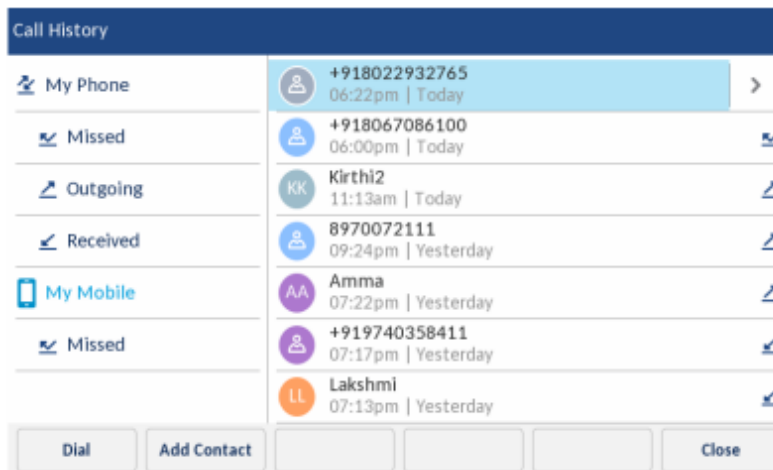 Call History
My Phone
Missed
Outgoing
Received
My Mobile
Missed
+918022932765
06:22pm | Today
+918067086100
06:00pm | Today
KK
Kirthi2
11:13am | Today
8970072111
09:24pm | Yesterday
AA
Amma
07:22pm | Yesterday
+919740358411
07:17pm | Yesterday
LL
Lakshmi
07:13pm | Yesterday
Dial
Add Contact
Close